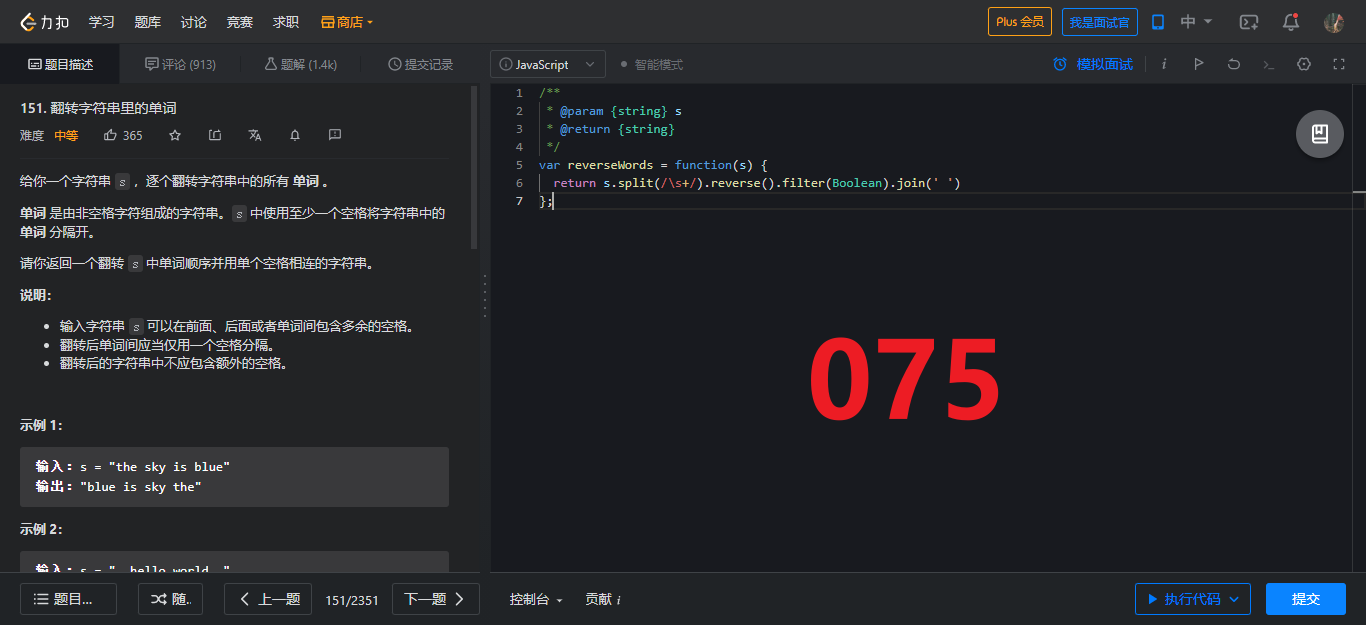 力扣 学习 题库 讨论 竞赛 求职 商店 Plus 会员 我是面试官 中
题目描述 评论 (913) 题解 (1.4k) 提交记录 JavaScript 智能模式 模拟面试 i
151. 翻转字符串里的单词
难度 中等 365
给你一个字符串 s ，逐个翻转字符串中的所有 单词 。
单词 是由非空格字符组成的字符串。s 中使用至少一个空格将字符串中的
单词 分隔开。
请你返回一个翻转 s 中单词顺序并用单个空格相连的字符串。
说明：
输入字符串 s 可以在前面、后面或者单词间包含多余的空格。
翻转后单词间应当仅用一个空格分隔。
翻转后的字符串中不应包含额外的空格。
示例 1：
输入：s = "the sky is blue"
输出："blue is sky the"
示例 2：
输入：s = "  hello world  "
1 /**
2  * @param {string} s
3  * @return {string}
4  */
5 var reverseWords = function(s) {
6   return s.split(/\s+/).reverse().filter(Boolean).join(' ')
7 };
075
题目... 随.. 上一题 151/2351 下一题 控制台 贡献 i 执行代码 提交